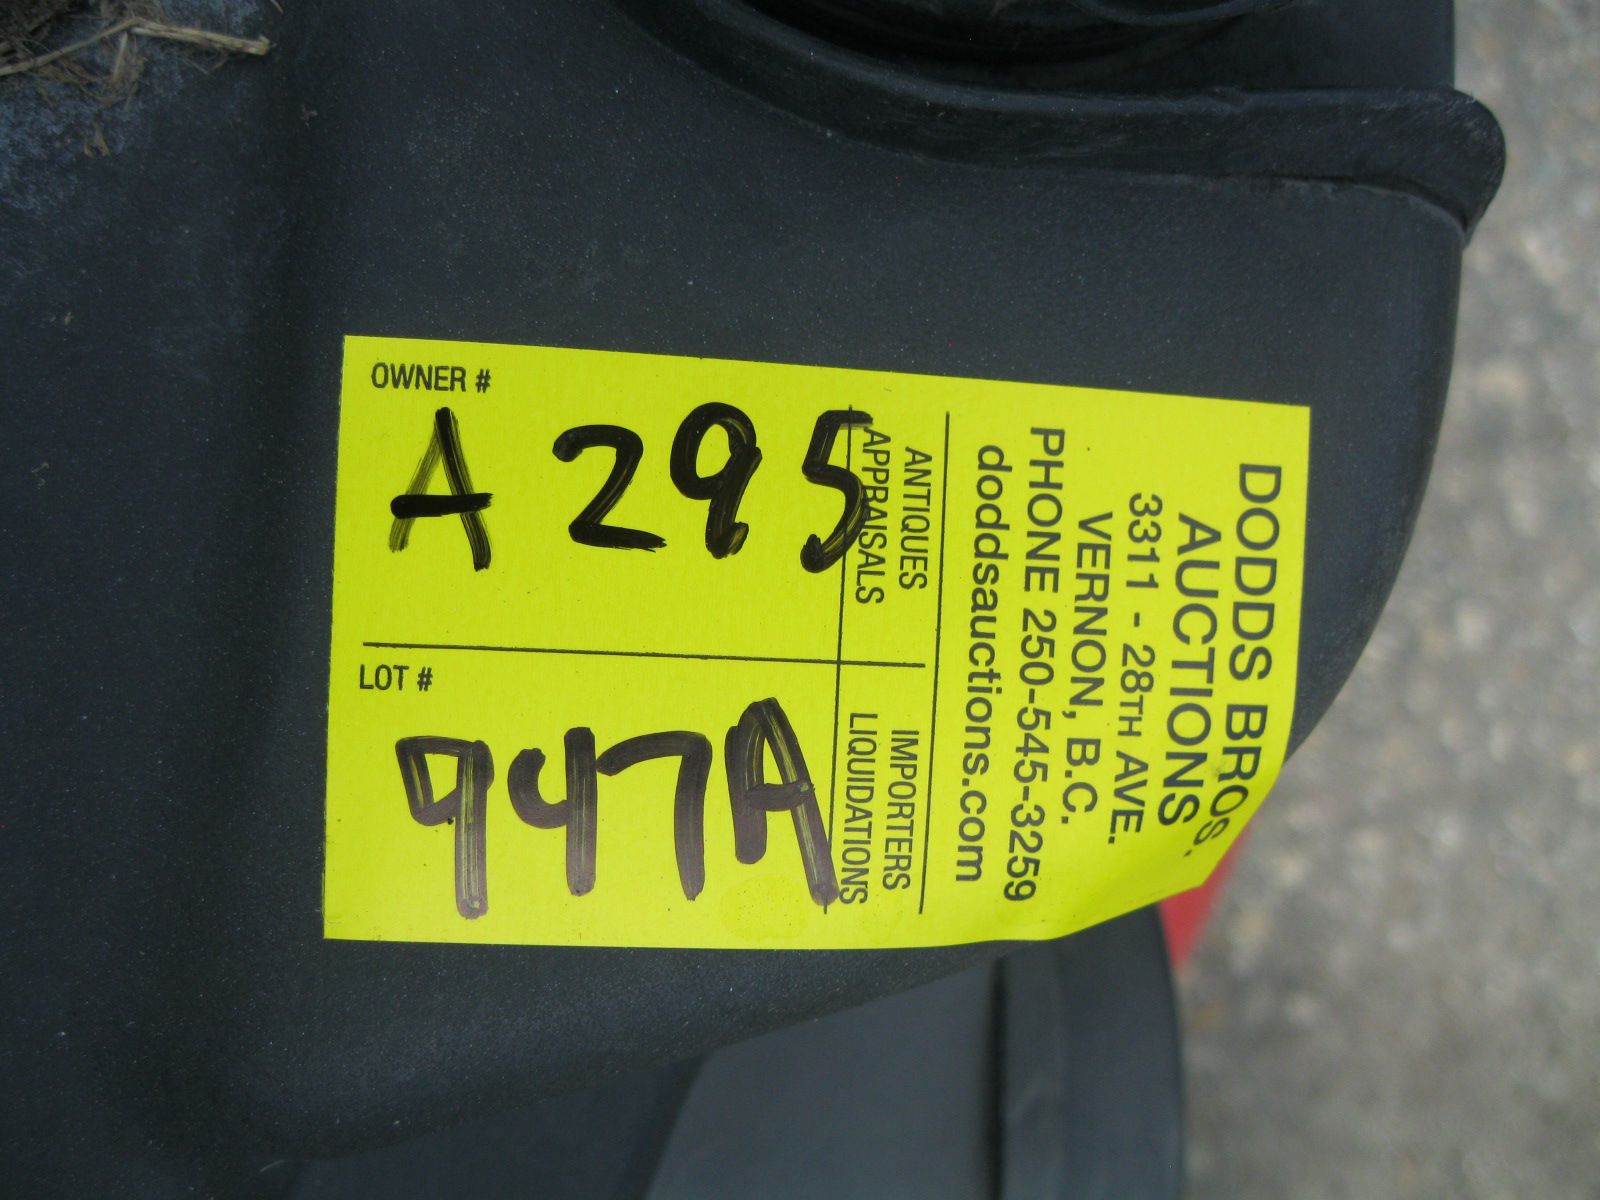 DODDS BROS.
AUCTIONS
3311 - 28TH AVE.
VERNON, B.C.
PHONE 250-545-3259
doddsauctions.com
ANTIQUES
APPRAISALS
IMPORTERS
LIQUIDATIONS
OWNER #
A 295
LOT #
947A